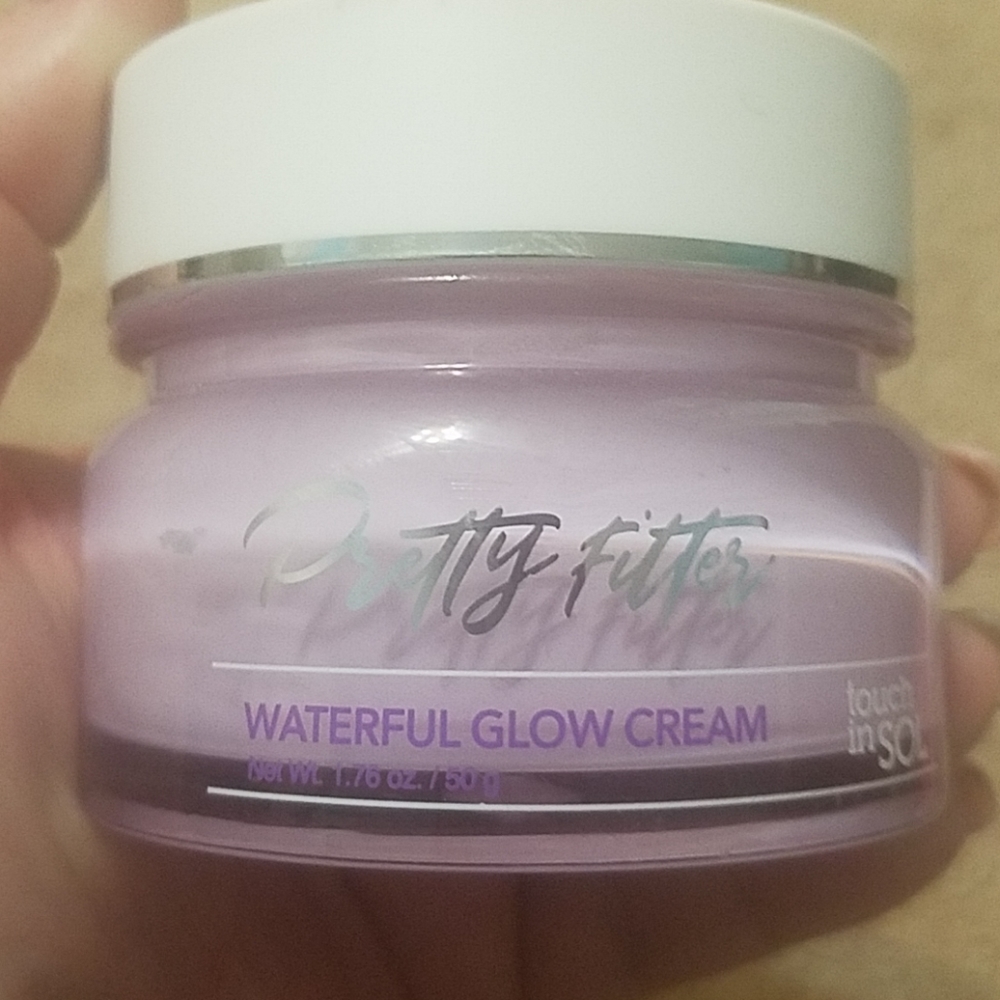 Pretty Filter
WATERFUL GLOW CREAM
Net Wt. 1.76 oz. / 50 g
touch
in SOL